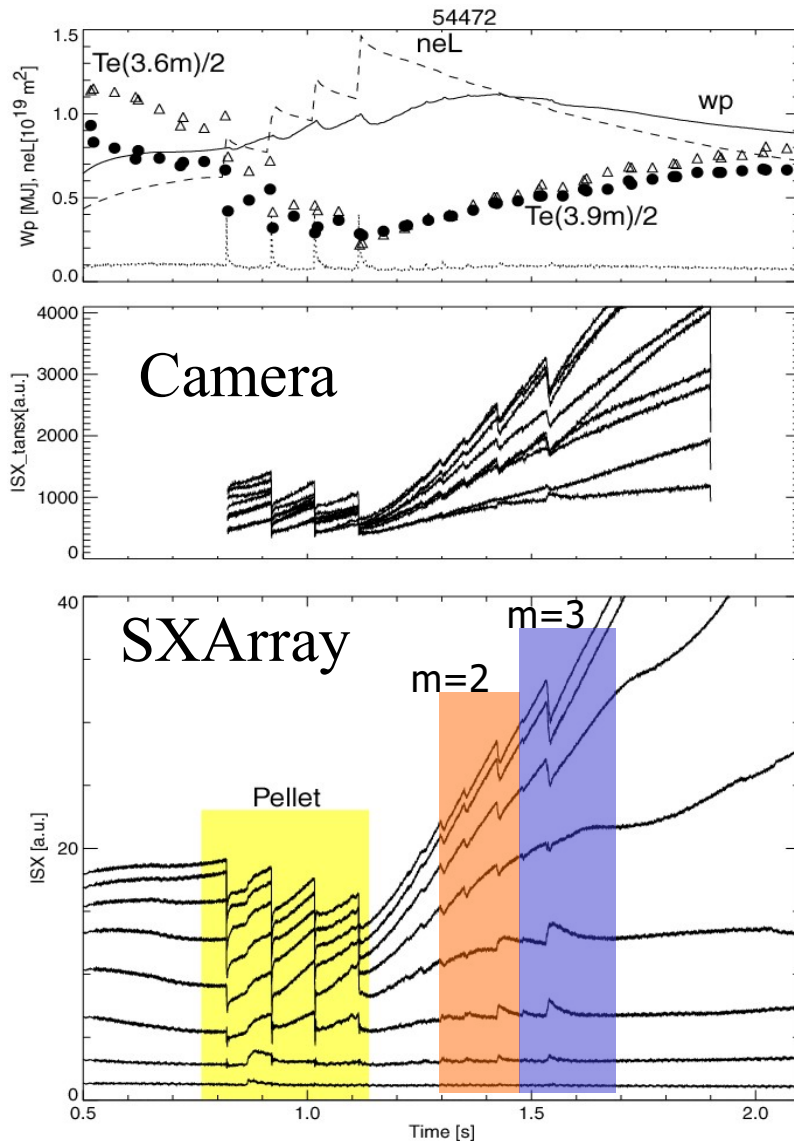 54472
neL
Te(3.6m)/2
wp
Te(3.9m)/2
Wp [MJ], neL[10^19 m^2]
1.5
1.0
0.5
0.0
Camera
ISX_tansx[a.u.]
4000
3000
2000
1000
0
SXArray
m=3
m=2
Pellet
ISX [a.u.]
40
20
0
0.5 1.0 1.5 2.0
Time [s]